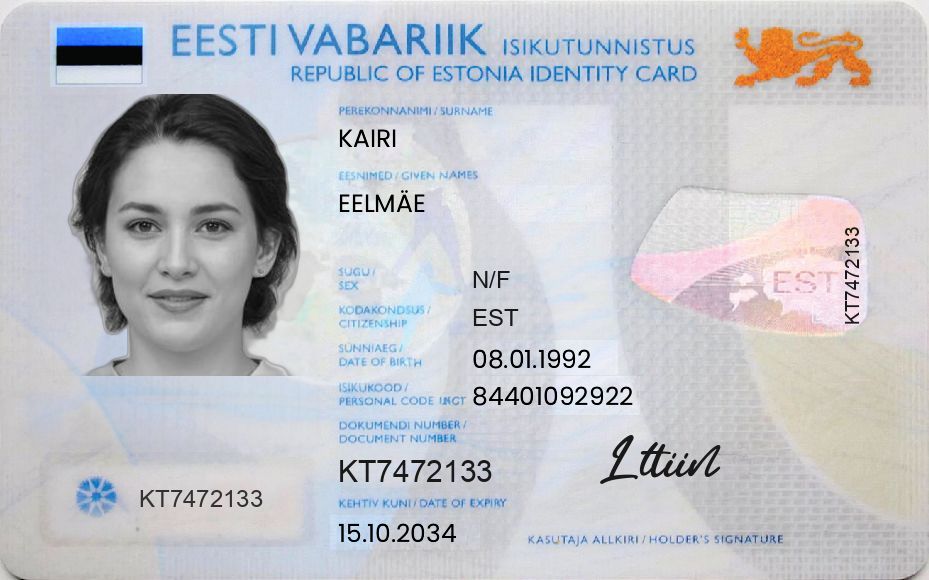 EESTI VABARIIK ISIKUTUNNISTUS
REPUBLIC OF ESTONIA IDENTITY CARD
PEREKONNANIMI / SURNAME
KAIRI
EESNIMED / GIVEN NAMES
EELMÄE
SUGU /
SEX
N/F
KODAKONDSUS /
CITIZENSHIP
EST
SÜNNIAEG /
DATE OF BIRTH
08.01.1992
ISIKUKOOD /
PERSONAL CODE
84401092922
DOKUMENDI NUMBER /
DOCUMENT NUMBER
KT7472133
KEHTIV KUNI / DATE OF EXPIRY
15.10.2034
KT7472133
EST
KT7472133
KASUTAJA ALLKIRI / HOLDER'S SIGNATURE